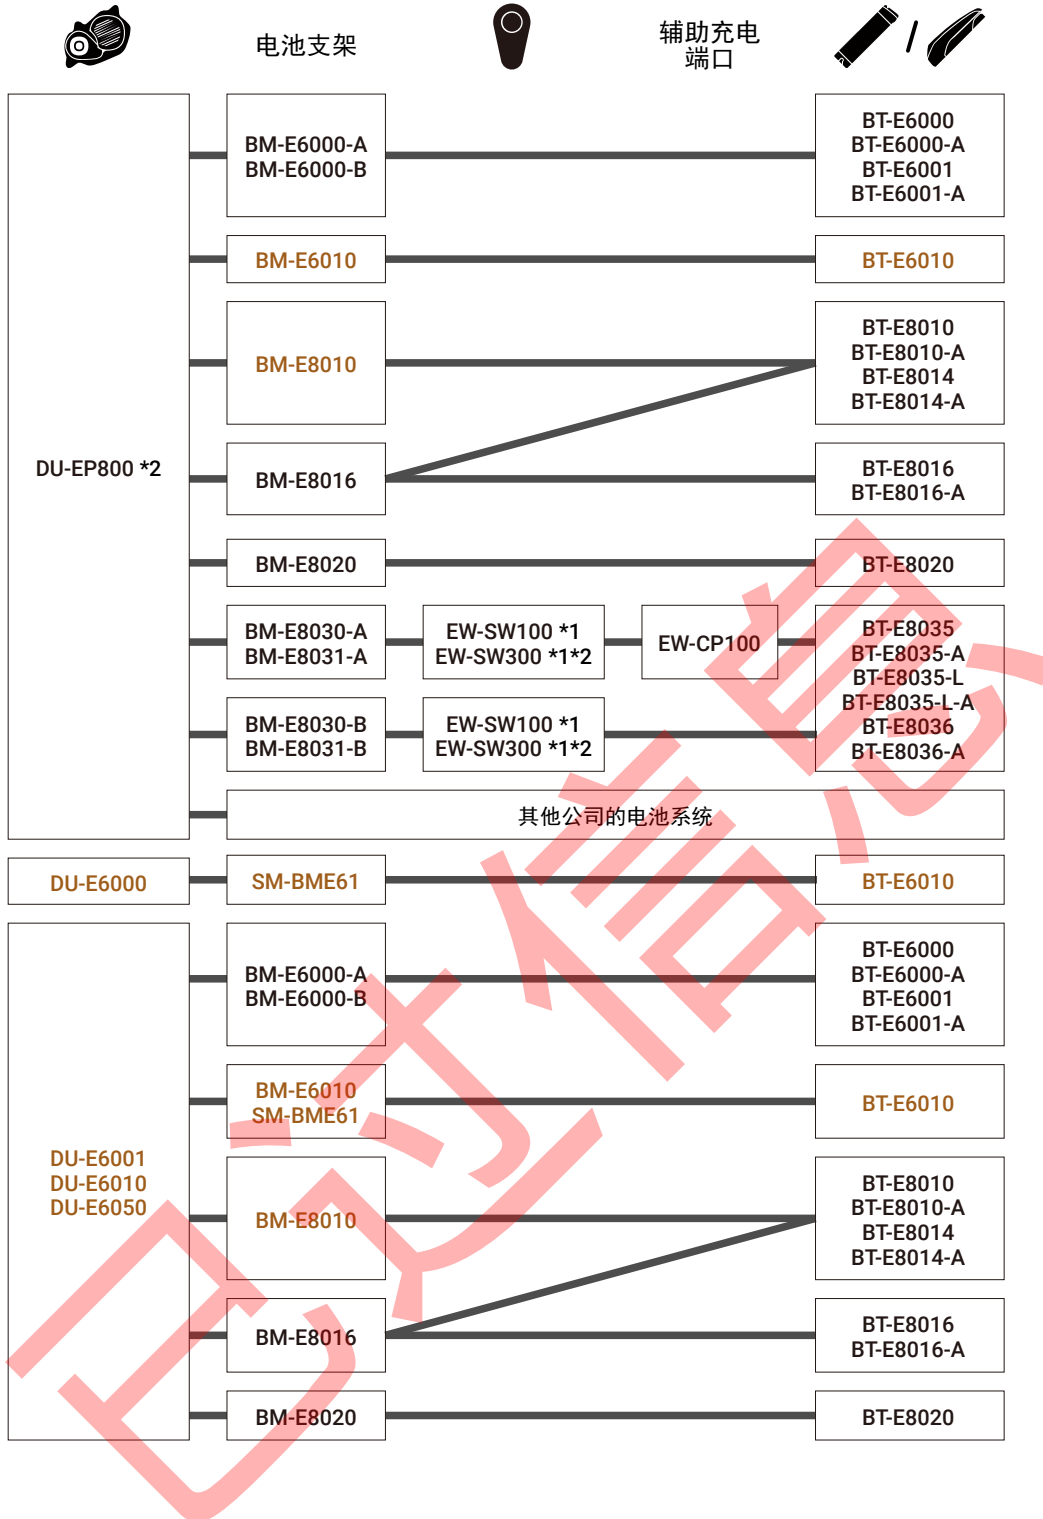 电池支架
辅助充电
端口
DU-EP800 *2
BM-E6000-A
BM-E6000-B
BT-E6000
BT-E6000-A
BT-E6001
BT-E6001-A
BM-E6010
BT-E6010
BM-E8010
BT-E8010
BT-E8010-A
BT-E8014
BT-E8014-A
BM-E8016
BT-E8016
BT-E8016-A
BM-E8020
BT-E8020
BM-E8030-A
BM-E8031-A
EW-SW100 *1
EW-SW300 *1*2
EW-CP100
BT-E8035
BT-E8035-A
BT-E8035-L
BT-E8035-L-A
BT-E8036
BT-E8036-A
BM-E8030-B
BM-E8031-B
EW-SW100 *1
EW-SW300 *1*2
其他公司的电池系统
DU-E6000
SM-BME61
BT-E6010
DU-E6001
DU-E6010
DU-E6050
BM-E6000-A
BM-E6000-B
BT-E6000
BT-E6000-A
BT-E6001
BT-E6001-A
BM-E6010
SM-BME61
BT-E6010
BM-E8010
BT-E8010
BT-E8010-A
BT-E8014
BT-E8014-A
BM-E8016
BT-E8016
BT-E8016-A
BM-E8020
BT-E8020
已过信息